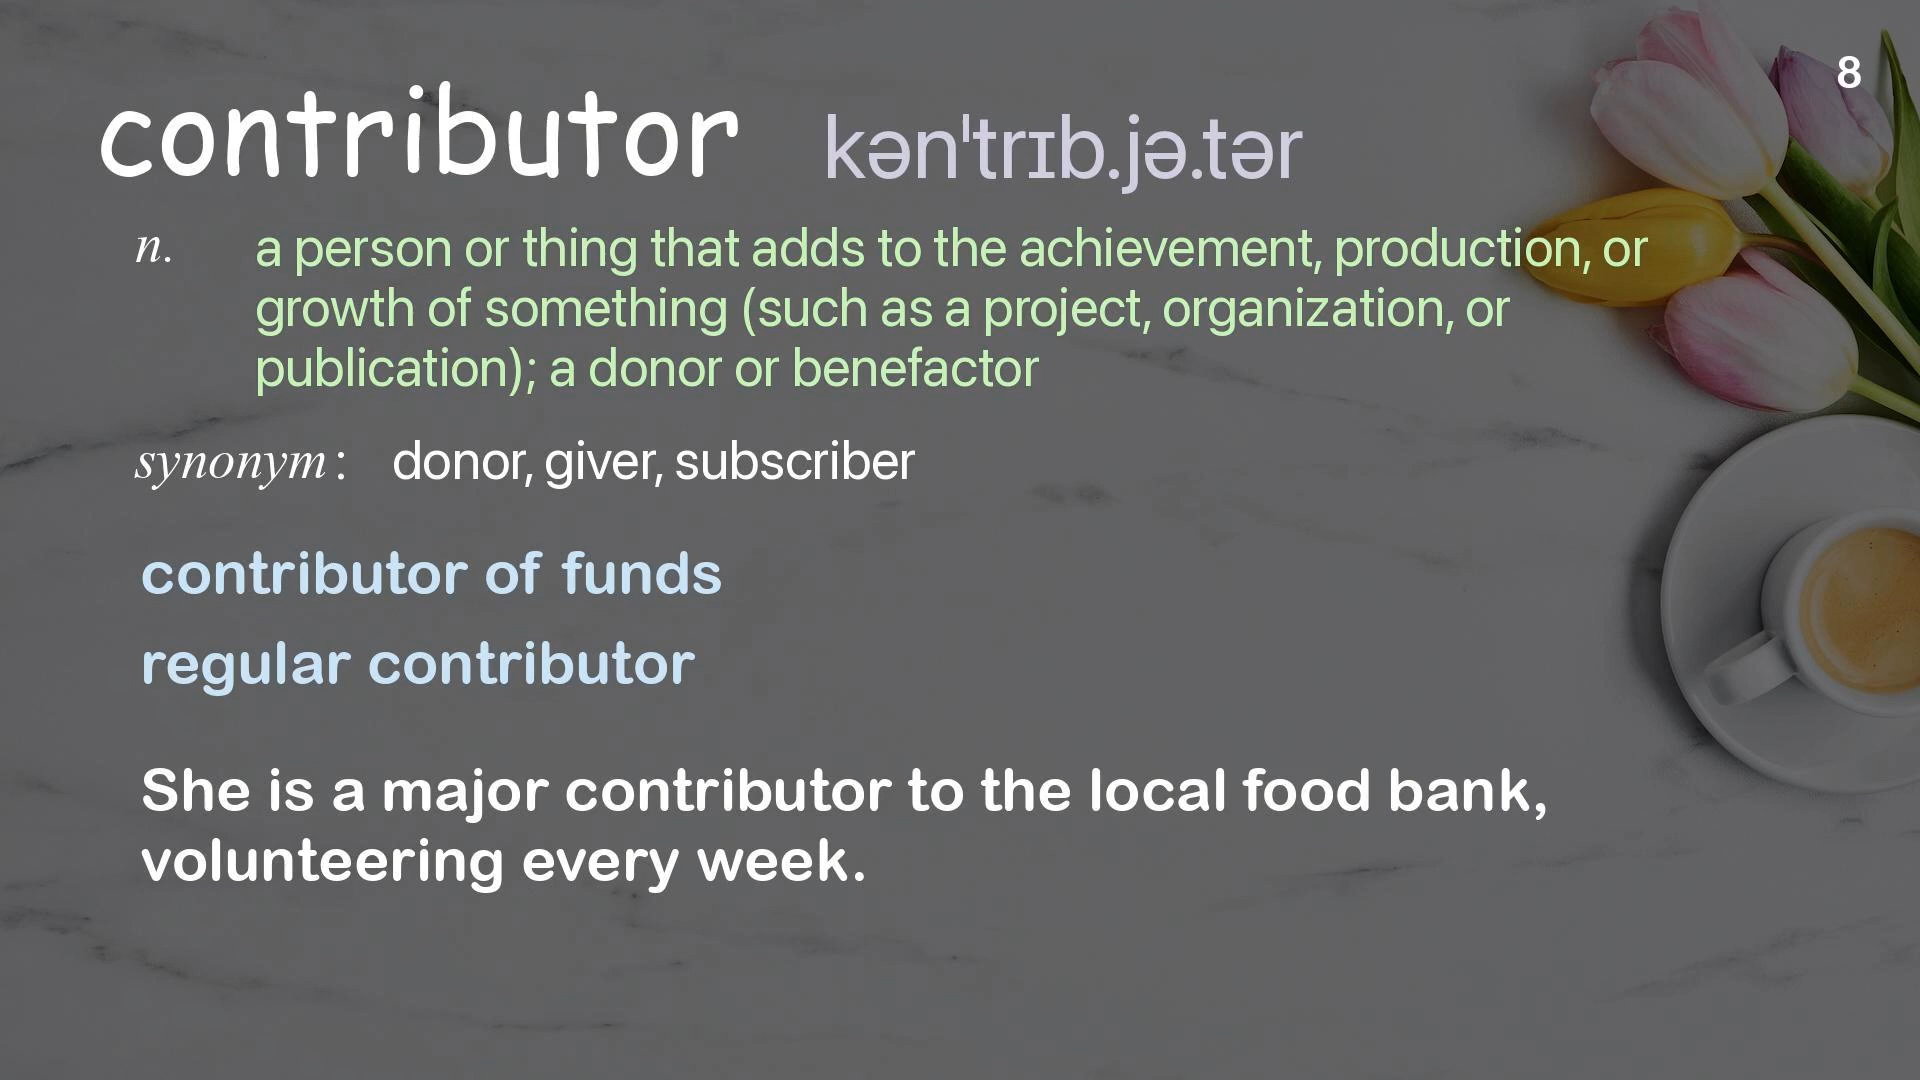 8
contributor kən'trɪb.jə.tər
n. a person or thing that adds to the achievement, production, or
growth of something (such as a project, organization, or
publication); a donor or benefactor
synonym: donor, giver, subscriber
contributor of funds
regular contributor
She is a major contributor to the local food bank,
volunteering every week.